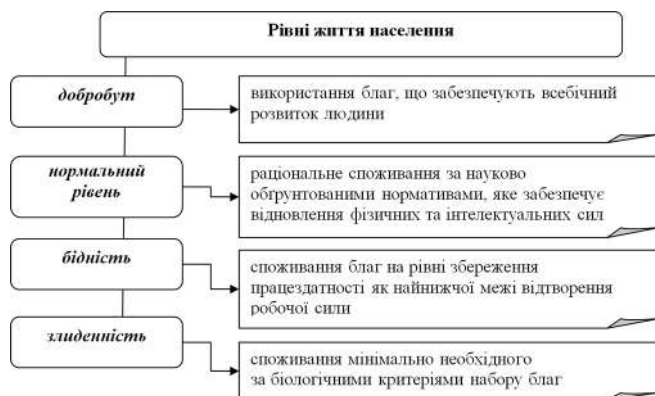 Рівні життя населення
добробут
використання благ, що забезпечують всебічний
розвиток людини
нормальний
рівень
раціональне споживання за науково
обґрунтованими нормативами, яке забезпечує
відновлення фізичних та інтелектуальних сил
бідність
споживання благ на рівні збереження
працездатності як найнижчої межі відтворення
робочої сили
злиденність
споживання мінімально необхідного
за біологічними критеріями набору благ